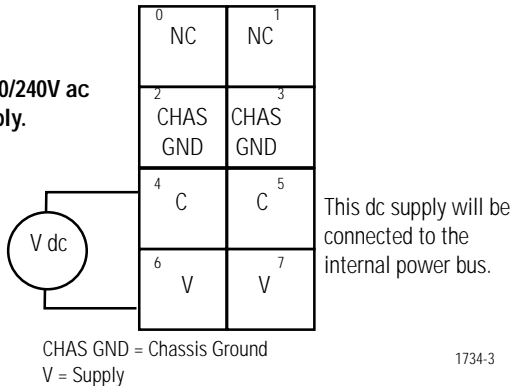 0 1
NC NC
0/240V ac
ly.
2 3
CHAS CHAS
GND GND
4 5
C C
V dc
6 7
V V
This dc supply will be
connected to the
internal power bus.
CHAS GND = Chassis Ground
V = Supply
1734-3